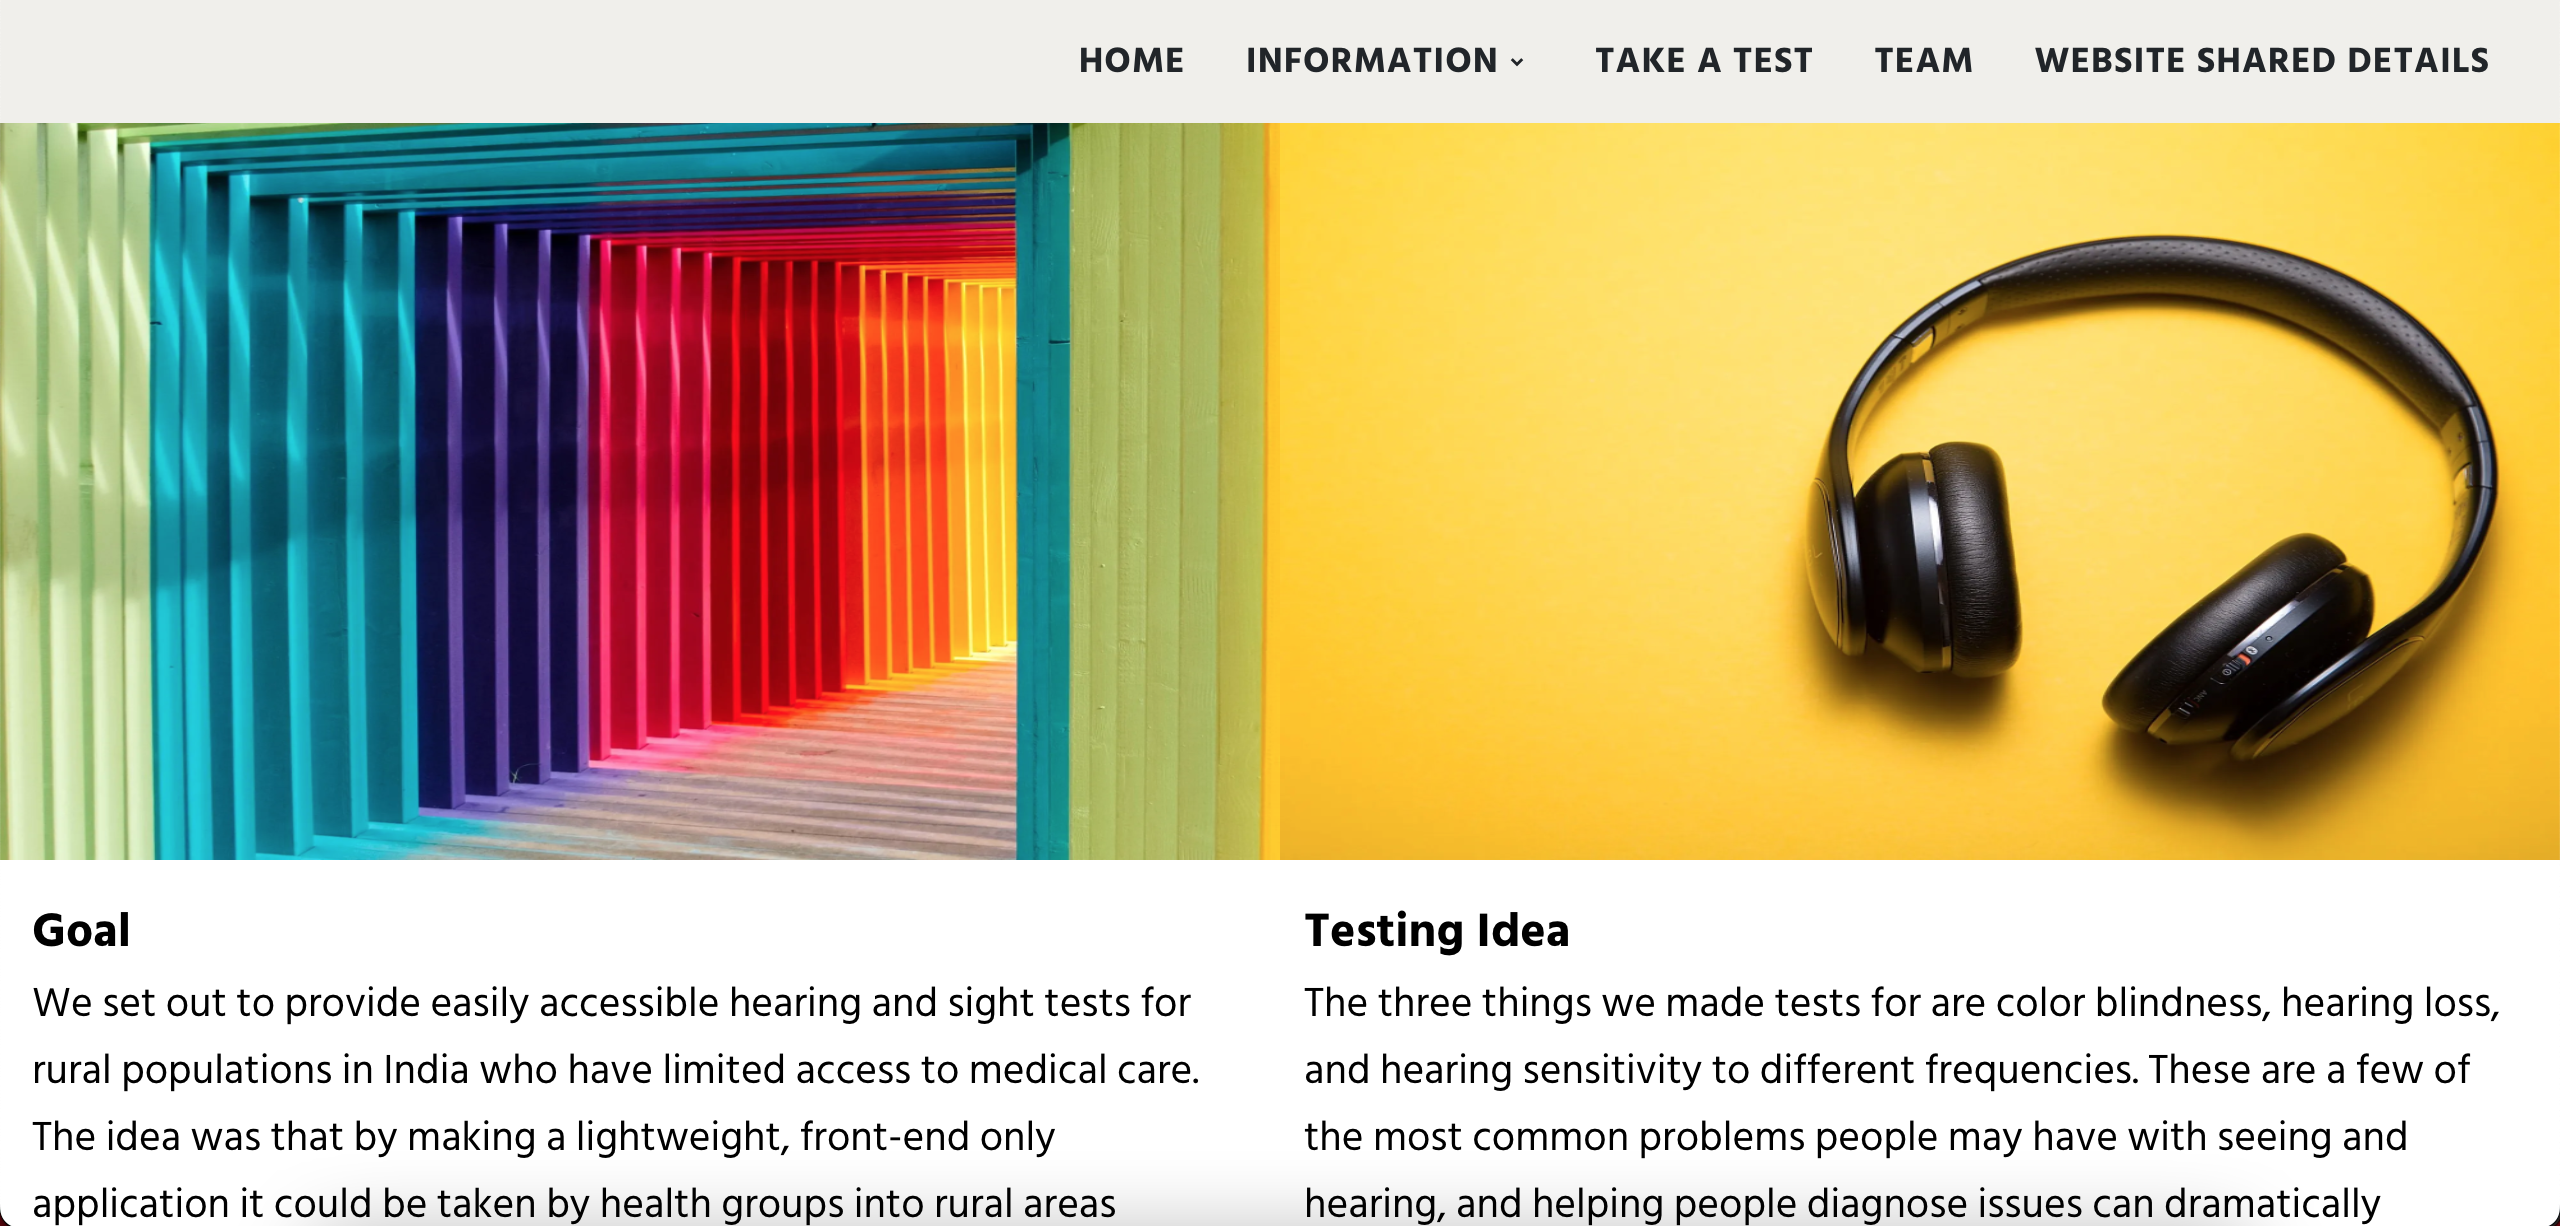 HOME INFORMATION TAKE A TEST TEAM WEBSITE SHARED DETAILS
Goal
We set out to provide easily accessible hearing and sight tests for
rural populations in India who have limited access to medical care.
The idea was that by making a lightweight, front-end only
application it could be taken by health groups into rural areas
Testing Idea
The three things we made tests for are color blindness, hearing loss,
and hearing sensitivity to different frequencies. These are a few of
the most common problems people may have with seeing and
hearing, and helping people diagnose issues can dramatically